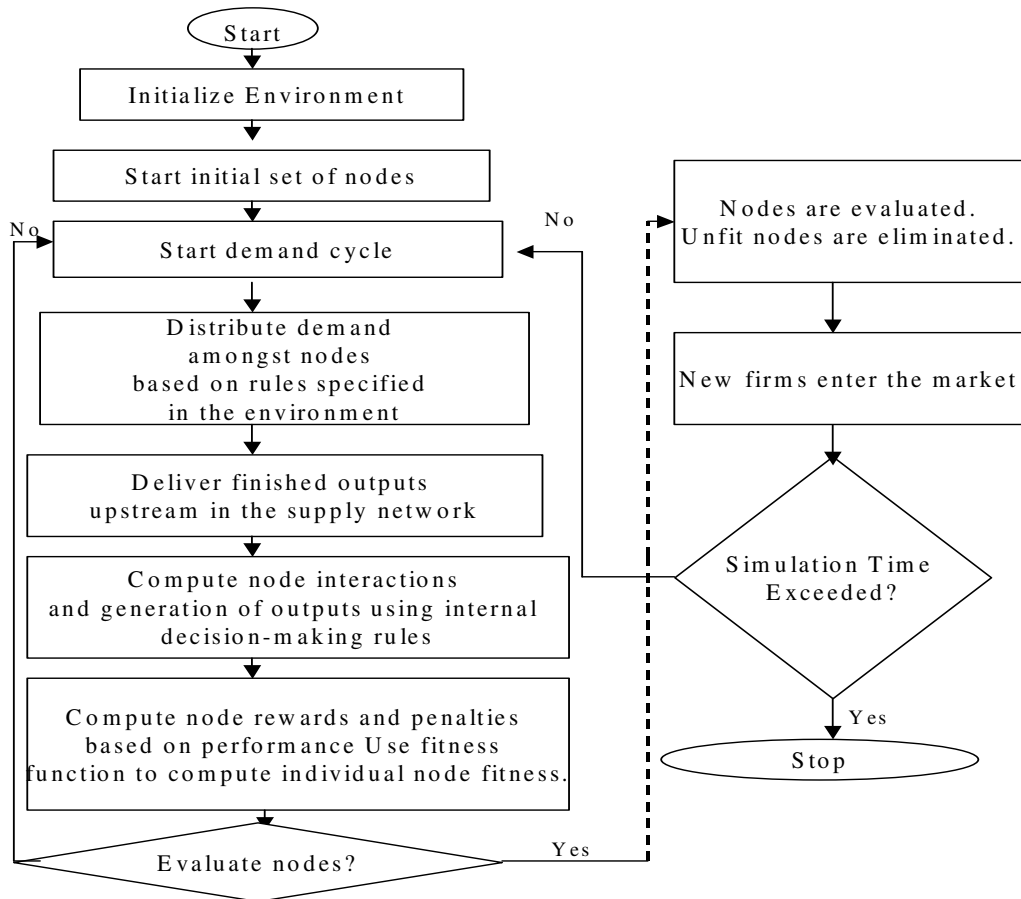 Start
Initialize Environment
Start initial set of nodes
No
Start demand cycle
Distribute demand
amongst nodes
based on rules specified
in the environment
Deliver finished outputs
upstream in the supply network
Compute node interactions
and generation of outputs using internal
decision-making rules
Compute node rewards and penalties
based on performance Use fitness
function to compute individual node fitness.
Evaluate nodes?
Yes
Nodes are evaluated.
Unfit nodes are eliminated.
New firms enter the market
Simulation Time
Exceeded?
No
Yes
Stop